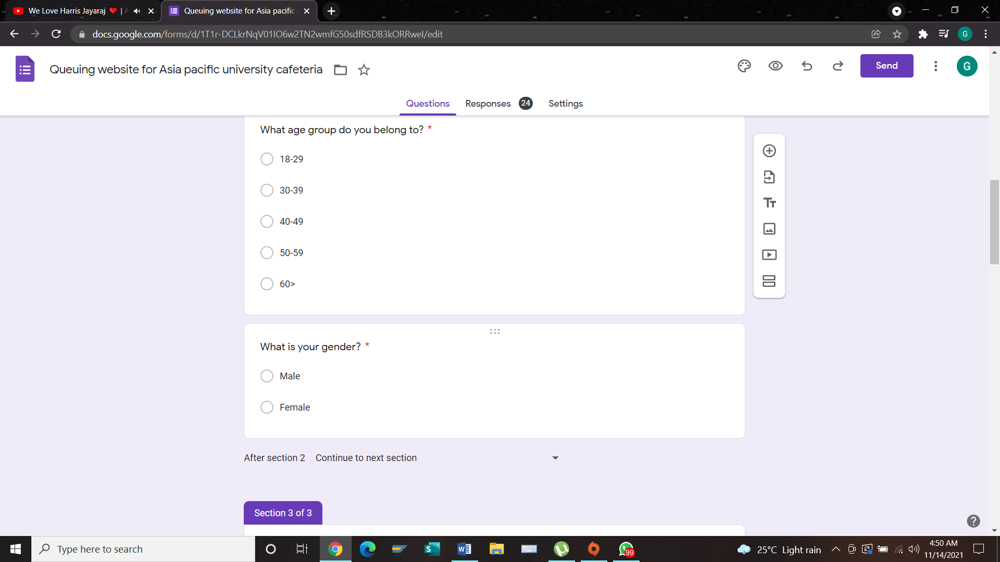 We Love Harris Jayaraj ❤️ |
Queuing website for Asia pacific
docs.google.com/forms/d/1T1r-DCLkrNqV01IO6w2TN2wmfG50sdfRSDB3kORRweI/edit
G
Queuing website for Asia pacific university cafeteria
Send
G
Questions
Responses 24
Settings
What age group do you belong to? *
18-29
30-39
40-49
50-59
60>
What is your gender? *
Male
Female
After section 2 Continue to next section
Section 3 of 3
Type here to search
99
25°C Light rain
4:50 AM
11/14/2021